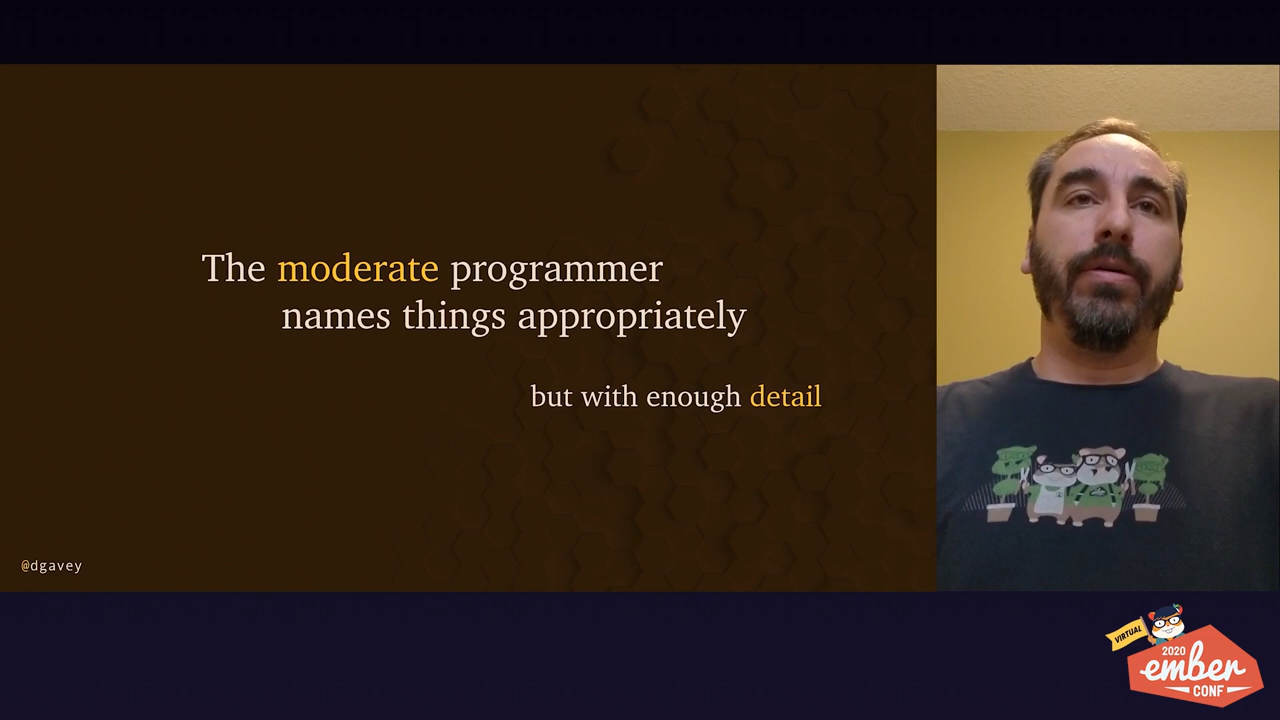 The moderate programmer
names things appropriately
but with enough detail
@dgavey
VIRTUAL
2020
ember
CONF